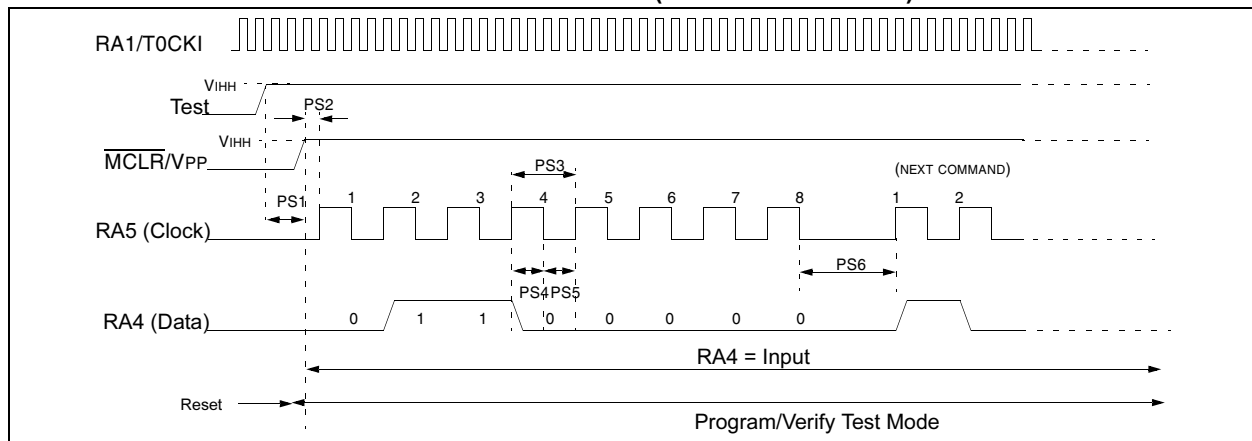 RA1/T0CKI
VIHH
Test
PS2
VIHH
MCLR/VPP
PS3
(NEXT COMMAND)
PS1
1 2 3 4 5 6 7 8 1 2
RA5 (Clock)
PS6
PS4 PS5
RA4 (Data)
0 1 1 0 0 0 0 0
RA4 = Input
Reset
Program/Verify Test Mode